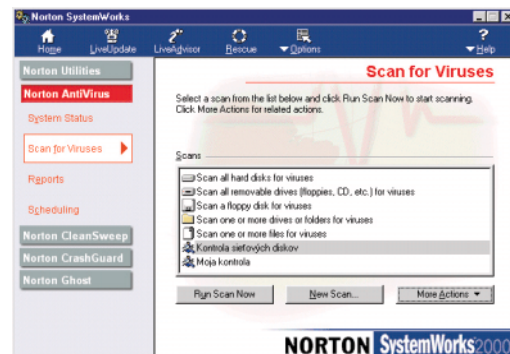 Norton SystemWorks
Home LiveUpdate LiveAdvisor Rescue Options Help
Norton Utilities
Norton AntiVirus
System Status
Scan for Viruses
Reports
Scheduling
Norton CleanSweep
Norton CrashGuard
Norton Ghost
Scan for Viruses
Select a scan from the list below and click Run Scan Now to start scanning.
Click More Actions for related actions.
Scans
Scan all hard disks for viruses
Scan all removable drives (floppies, CD, etc.) for viruses
Scan a floppy disk for viruses
Scan one or more drives or folders for viruses
Scan one or more files for viruses
Kontrola sieťových diskov
Moja kontrola
Run Scan Now New Scan... More Actions
NORTON SystemWorks2000